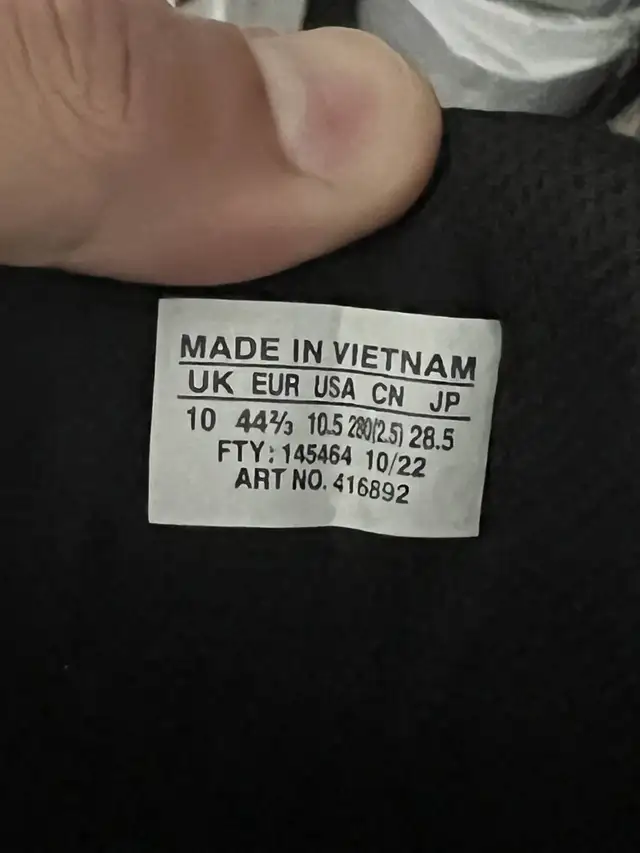 MADE IN VIETNAM
UK EUR USA CN JP
10 44⅔ 10.5 280(2.5) 28.5
FTY: 145464 10/22
ART NO. 416892